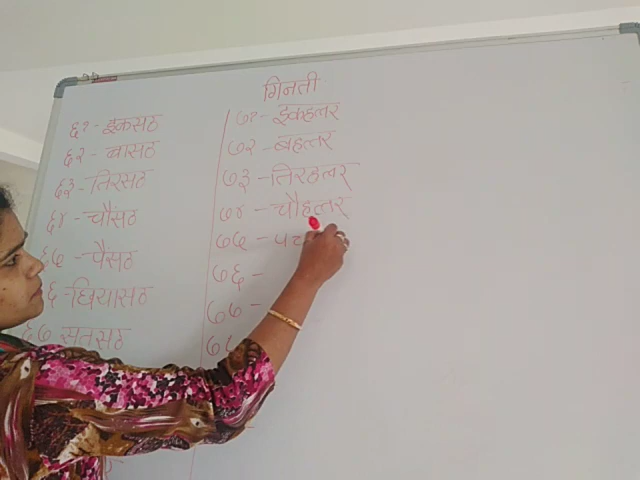 गिनती
६१ - इकसठ
६२ - बासठ
६३ - तिरसठ
६४ - चौंसठ
६५ - पैंसठ
६ - छियासठ
६७ सतसठ
७१ - इकहत्तर
७२ - बहत्तर
७३ - तिरहत्तर
७४ - चौहत्तर
७५ - पच
७६ -
७७ -
७८